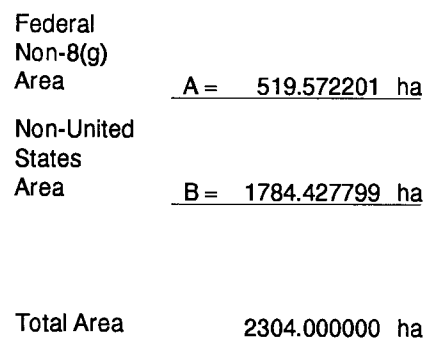 Federal
Non-8(g)
Area A = 519.572201 ha
Non-United
States
Area B = 1784.427799 ha
Total Area 2304.000000 ha